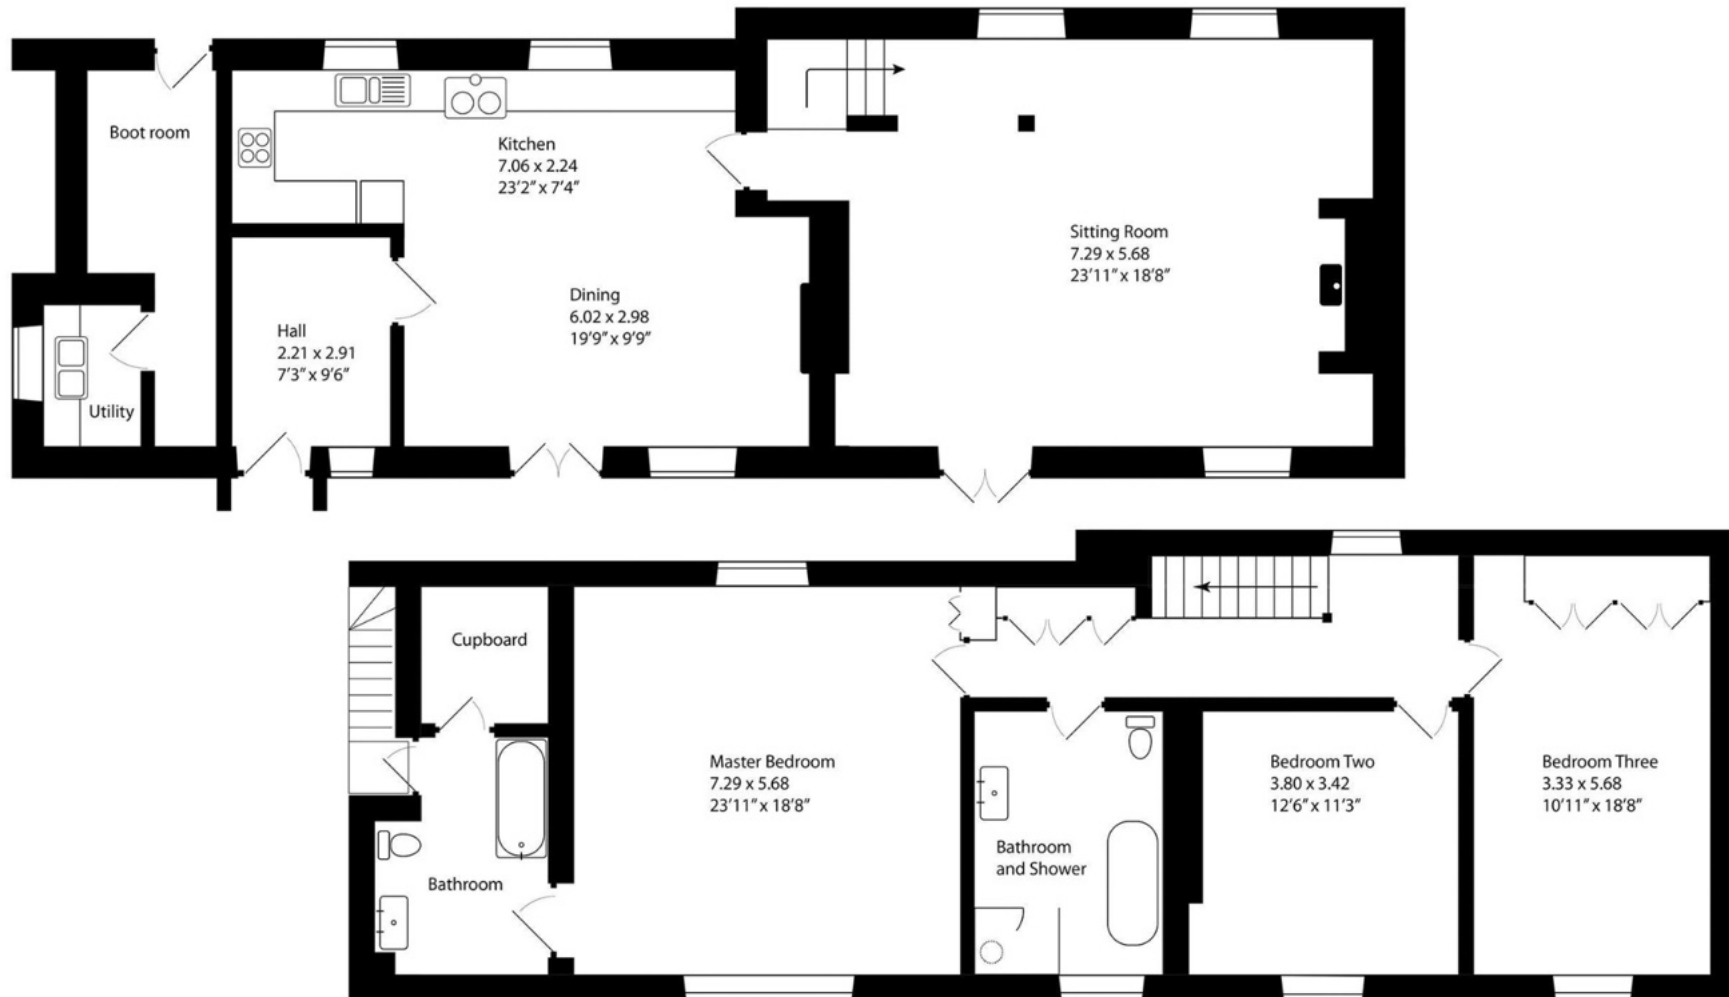 Boot room
Kitchen
7.06 x 2.24
23'2" x 7'4"
Sitting Room
7.29 x 5.68
23'11" x 18'8"
Dining
6.02 x 2.98
19'9" x 9'9"
Hall
2.21 x 2.91
7'3" x 9'6"
Utility
Cupboard
Master Bedroom
7.29 x 5.68
23'11" x 18'8"
Bedroom Two
3.80 x 3.42
12'6" x 11'3"
Bedroom Three
3.33 x 5.68
10'11" x 18'8"
Bathroom
and Shower
Bathroom